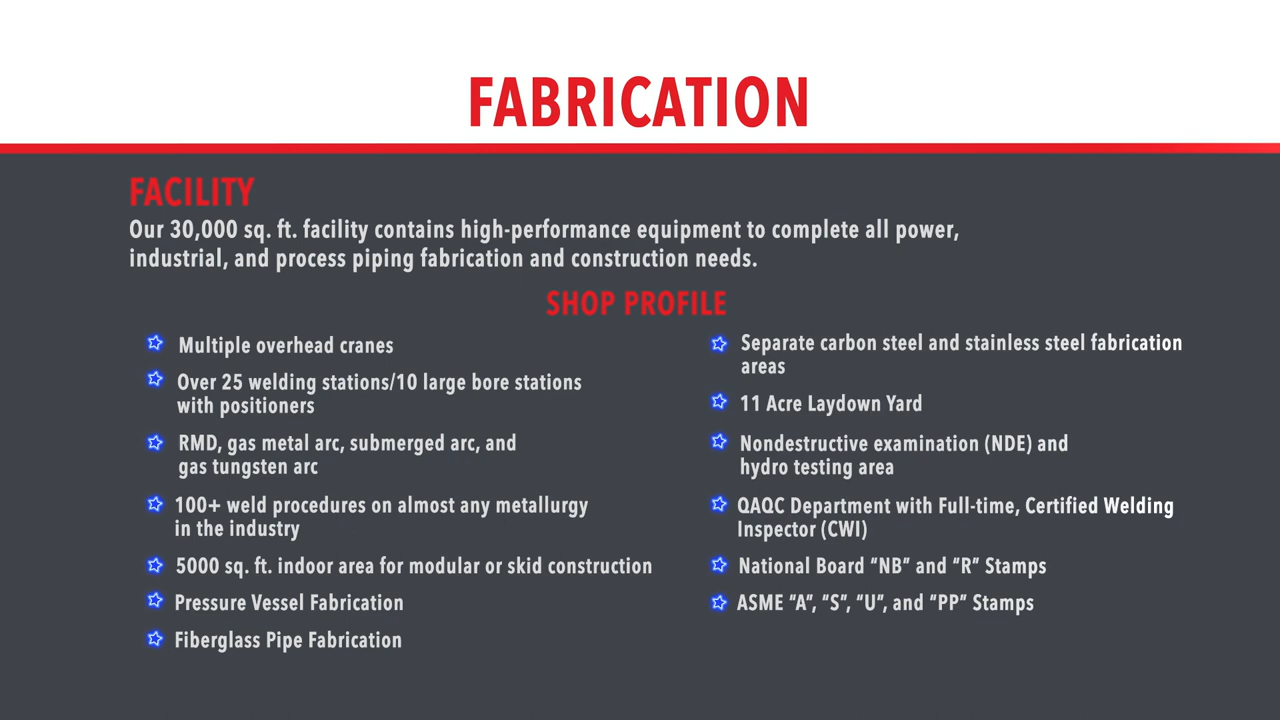 FABRICATION
FACILITY
Our 30,000 sq. ft. facility contains high-performance equipment to complete all power,
industrial, and process piping fabrication and construction needs.
SHOP PROFILE
Multiple overhead cranes
Over 25 welding stations/10 large bore stations
with positioners
RMD, gas metal arc, submerged arc, and
gas tungsten arc
100+ weld procedures on almost any metallurgy
in the industry
5000 sq. ft. indoor area for modular or skid construction
Pressure Vessel Fabrication
Fiberglass Pipe Fabrication
Separate carbon steel and stainless steel fabrication
areas
11 Acre Laydown Yard
Nondestructive examination (NDE) and
hydro testing area
QAQC Department with Full-time, Certified Welding
Inspector (CWI)
National Board “NB” and “R” Stamps
ASME “A”, “S”, “U”, and “PP” Stamps